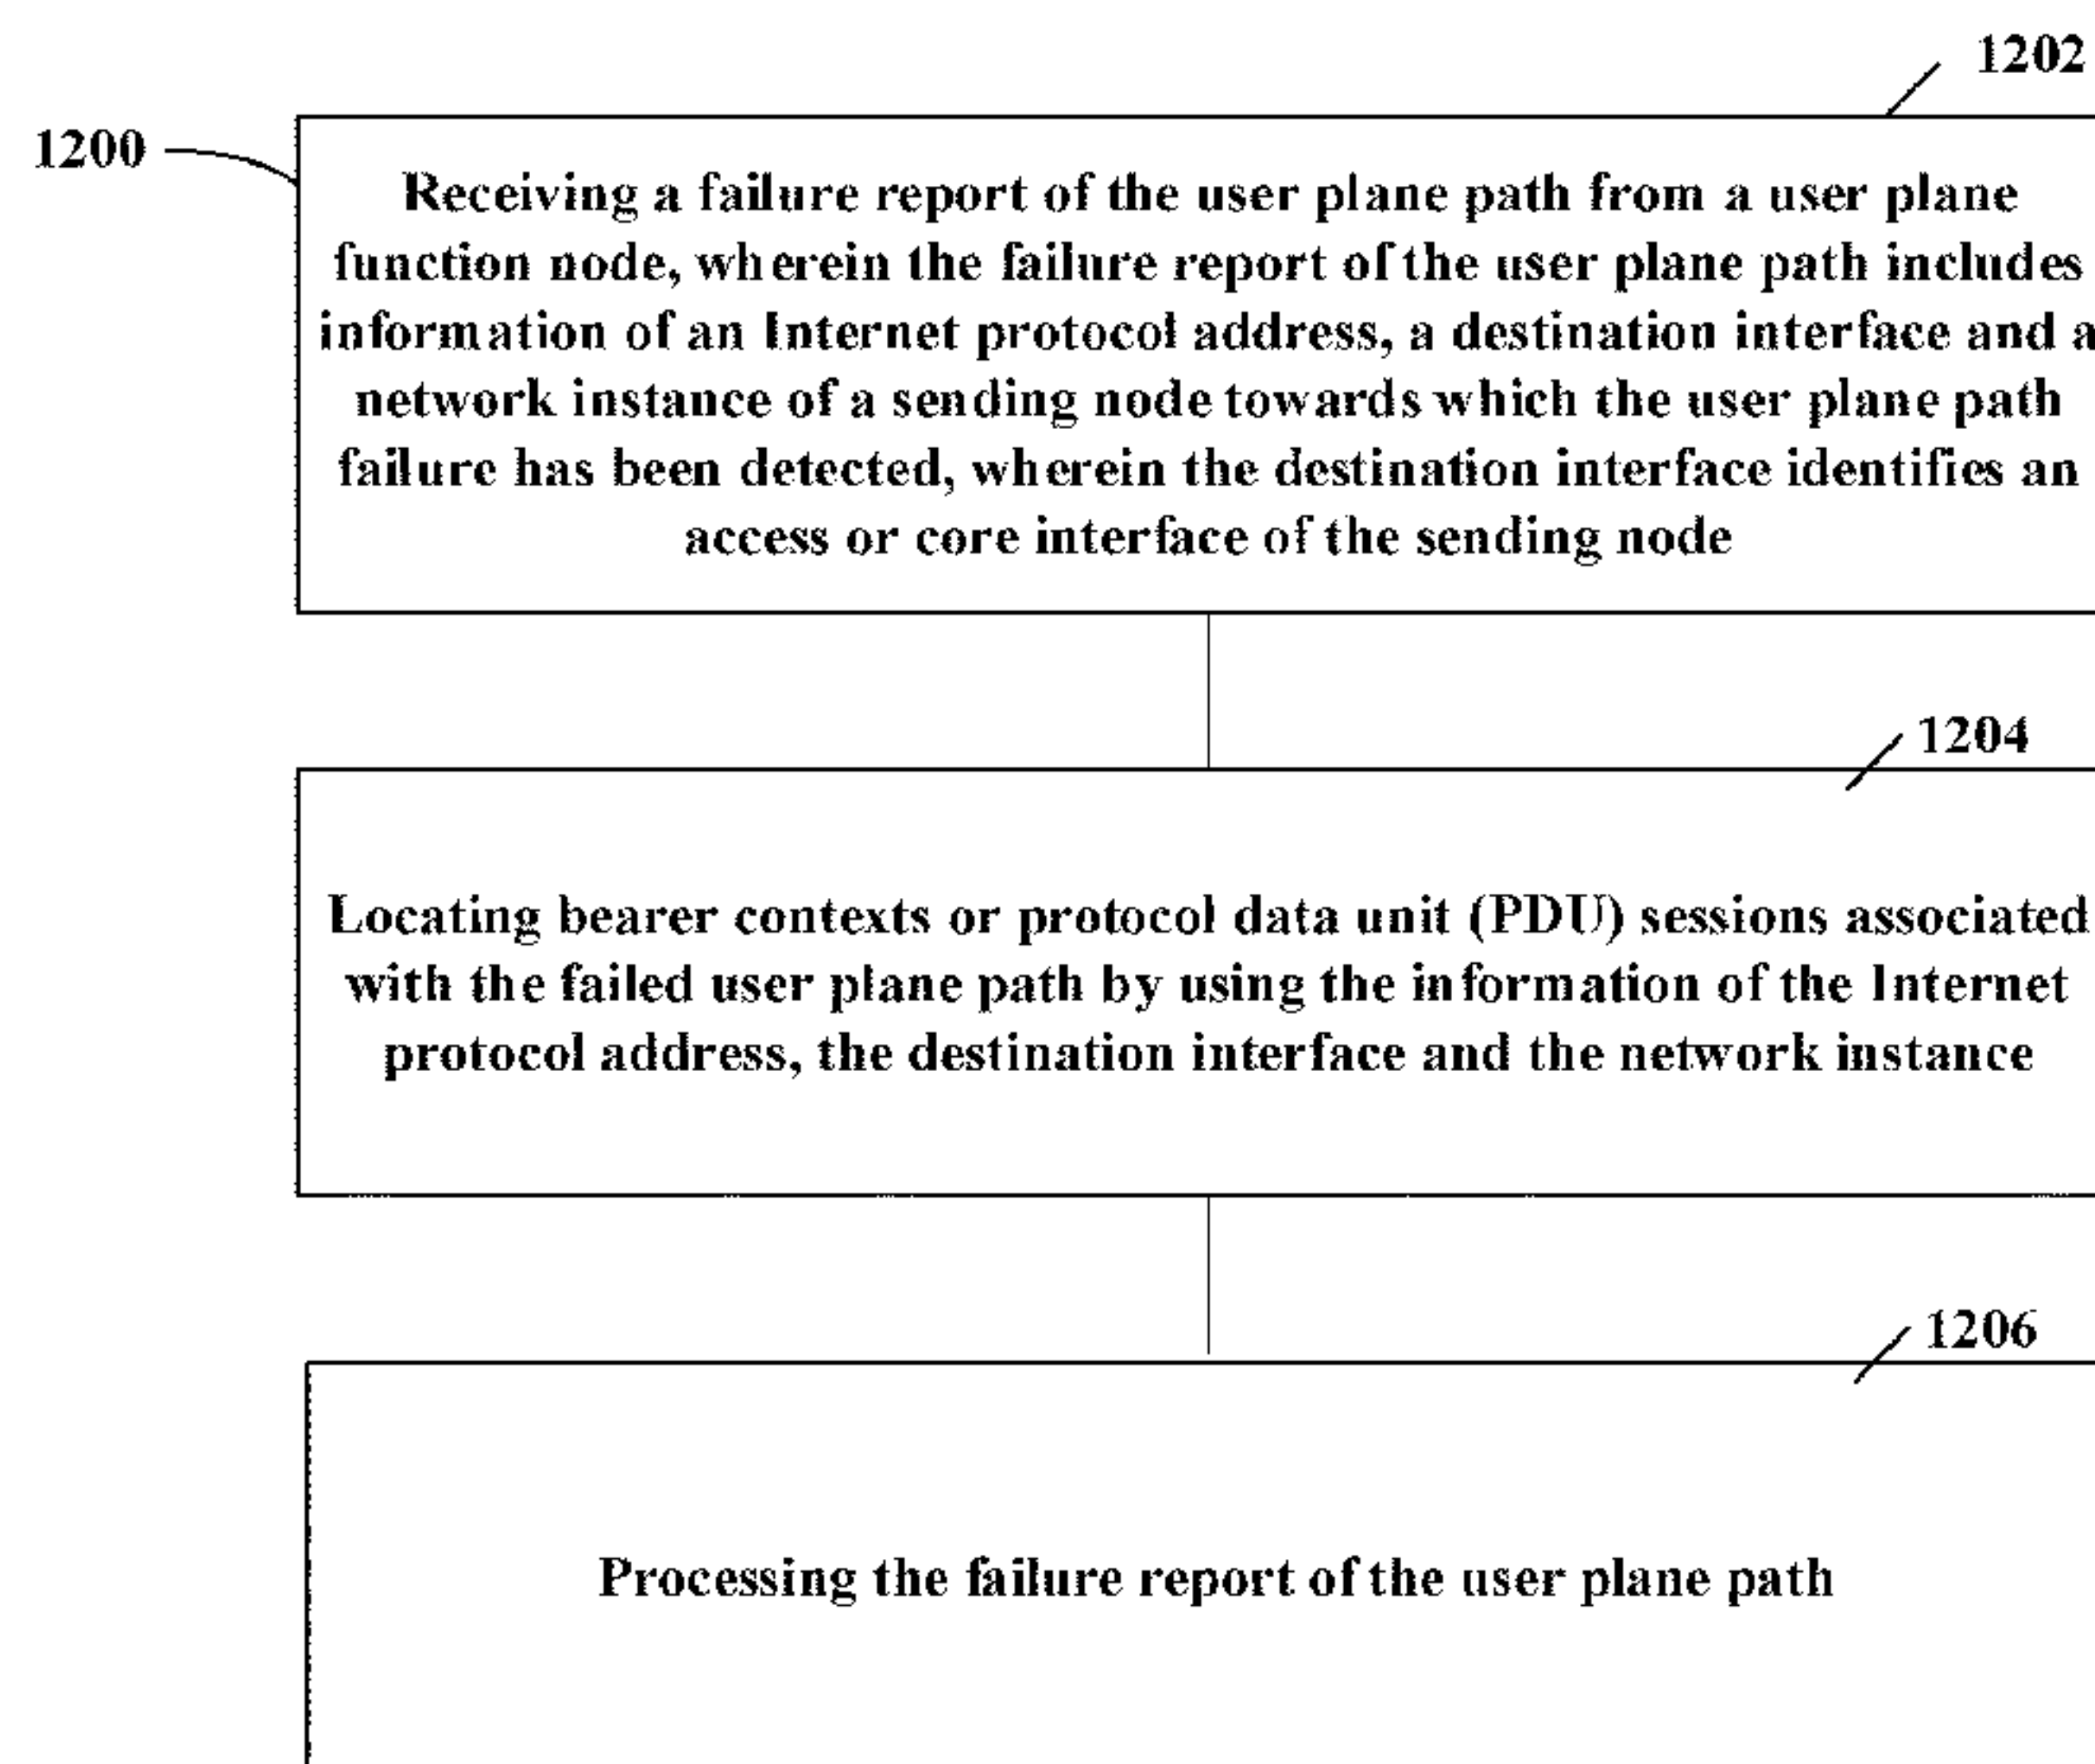 1202
1200
Receiving a failure report of the user plane path from a user plane
function node, wherein the failure report of the user plane path includes
information of an Internet protocol address, a destination interface and a
network instance of a sending node towards which the user plane path
failure has been detected, wherein the destination interface identifies an
access or core interface of the sending node
1204
Locating bearer contexts or protocol data unit (PDU) sessions associated
with the failed user plane path by using the information of the Internet
protocol address, the destination interface and the network instance
1206
Processing the failure report of the user plane path